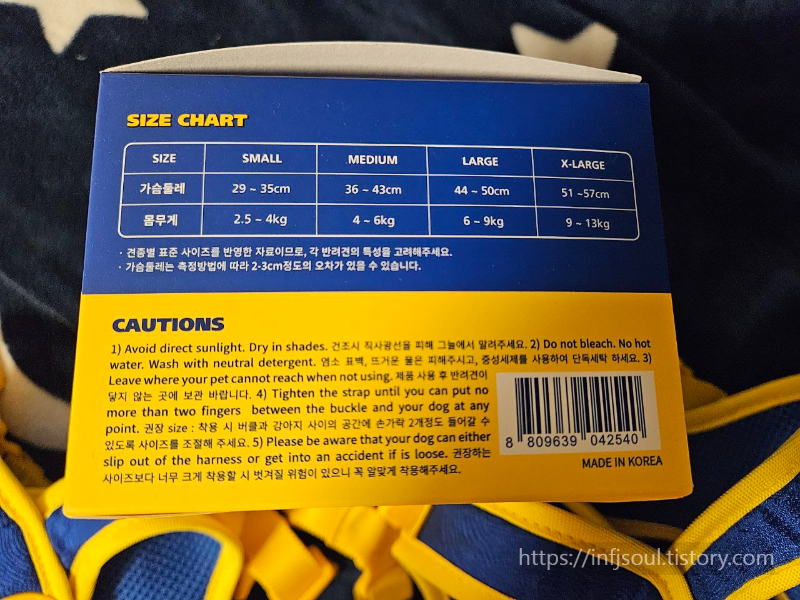 SIZE CHART
SIZE SMALL MEDIUM LARGE X-LARGE
가슴둘레 29 ~ 35cm 36 ~ 43cm 44 ~ 50cm 51 ~57cm
몸무게 2.5 ~ 4kg 4 ~ 6kg 6 ~ 9kg 9 ~ 13kg
· 견종별 표준 사이즈를 반영한 자료이므로, 각 반려견의 특성을 고려해주세요.
· 가슴둘레는 측정방법에 따라 2-3cm정도의 오차가 있을 수 있습니다.
CAUTIONS
1) Avoid direct sunlight. Dry in shades. 건조시 직사광선을 피해 그늘에서 말려주세요. 2) Do not bleach. No hot
water. Wash with neutral detergent. 염소 표백, 뜨거운 물은 피해주시고, 중성세제를 사용하여 단독세탁 하세요. 3)
Leave where your pet cannot reach when not using. 제품 사용 후 반려견이
닿지 않는 곳에 보관 바랍니다. 4) Tighten the strap until you can put no
more than two fingers between the buckle and your dog at any
point. 권장 size : 착용 시 버클과 강아지 사이의 공간에 손가락 2개정도 들어갈 수
있도록 사이즈를 조절해 주세요. 5) Please be aware that your dog can either
slip out of the harness or get into an accident if is loose. 권장하는
사이즈보다 너무 크게 착용할 시 벗겨질 위험이 있으니 꼭 알맞게 착용해주세요.
8 809639 042540
MADE IN KOREA
https://infjsoul.tistory.com